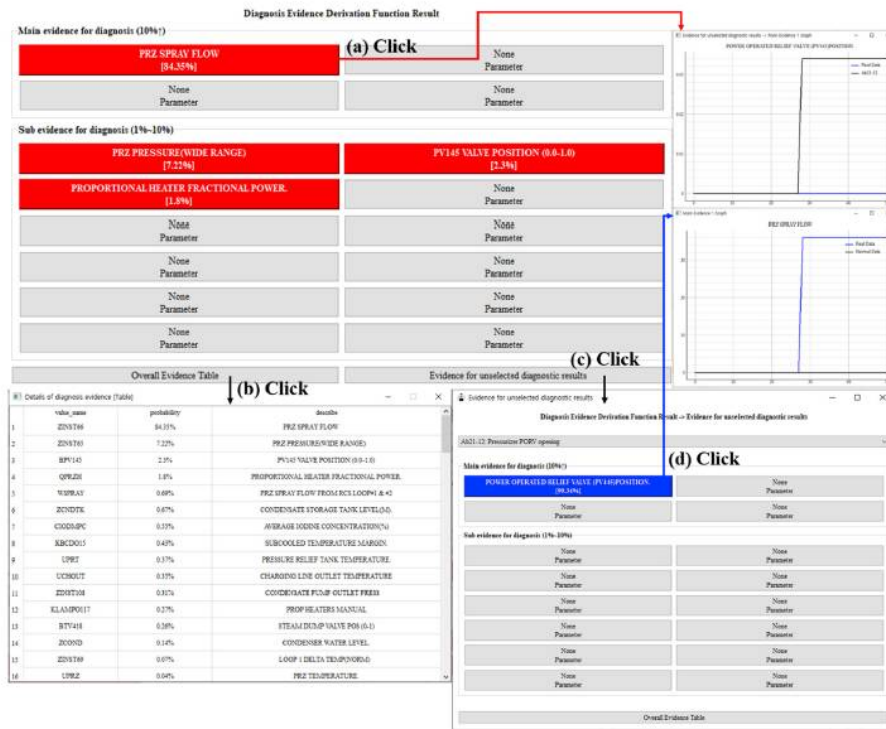 Diagnosis Evidence Derivation Function Result
Main evidence for diagnosis (10%↑)
PRZ SPRAY FLOW
[84.35%]
(a) Click
None
Parameter
None
Parameter
None
Parameter
Sub evidence for diagnosis (1%~10%)
PRZ PRESSURE(WIDE RANGE)
[7.22%]
PV145 VALVE POSITION (0.0-1.0)
[2.3%]
PROPORTIONAL HEATER FRACTIONAL POWER.
[1.8%]
None
Parameter
None
Parameter
None
Parameter
None
Parameter
None
Parameter
None
Parameter
None
Parameter
None
Parameter
None
Parameter
Overall Evidence Table
Evidence for unselected diagnostic results
(b) Click
(c) Click
Evidence for unselected diagnostic results -> Main Evidence 1 Graph
POWER OPERATED RELIEF VALVE (PV145)POSITION
Main Evidence 1 Graph
PRZ SPRAY FLOW
Real Data
Normal Data
Details of diagnosis evidence (Table)
value_name probability describe
1 ZINST66 84.35% PRZ SPRAY FLOW
2 ZINST65 7.22% PRZ PRESSURE(WIDE RANGE)
3 BPV145 2.3% PV145 VALVE POSITION (0.0-1.0)
4 QPRZH 1.8% PROPORTIONAL HEATER FRACTIONAL POWER.
5 WSPRAY 0.69% PRZ SPRAY FLOW FROM RCS LOOP#1 & #2
6 ZCNDTK 0.67% CONDENSATE STORAGE TANK LEVEL(M).
7 CIODMPC AVERAGE IODINE CONCENTRATION(%)
8 KBCDO15 SUBCOOLED TEMPERATURE MARGIN.
9 UPRT 0.37% PRESSURE RELIEF TANK TEMPERATURE.
10 UCHGUT CHARGING LINE OUTLET TEMPERATURE
11 CONDENSATE PUMP OUTLET PRESS
12 KLAMPO117 0.27% PROP HEATERS MANUAL
13 BTV418 0.26% STEAM DUMP VALVE POS (0-1)
14 ZCOND 0.14% CONDENSER WATER LEVEL.
15 ZINST69 0.07% LOOP 1 DELTA TEMP(NORM)
16 UPRZ 0.04% PRZ TEMPERATURE.
Evidence for unselected diagnostic results
Diagnosis Evidence Derivation Function Result -> Evidence for unselected diagnostic results
Ab21-12: Pressurizer PORV opening
(d) Click
Main evidence for diagnosis (10%↑)
POWER OPERATED RELIEF VALVE (PV145)POSITION.
None
Parameter
None
Parameter
None
Parameter
Sub evidence for diagnosis (1%~10%)
None
Parameter
None
Parameter
None
Parameter
None
Parameter
None
Parameter
None
Parameter
None
Parameter
None
Parameter
None
Parameter
None
Parameter
None
Parameter
None
Parameter
Overall Evidence Table